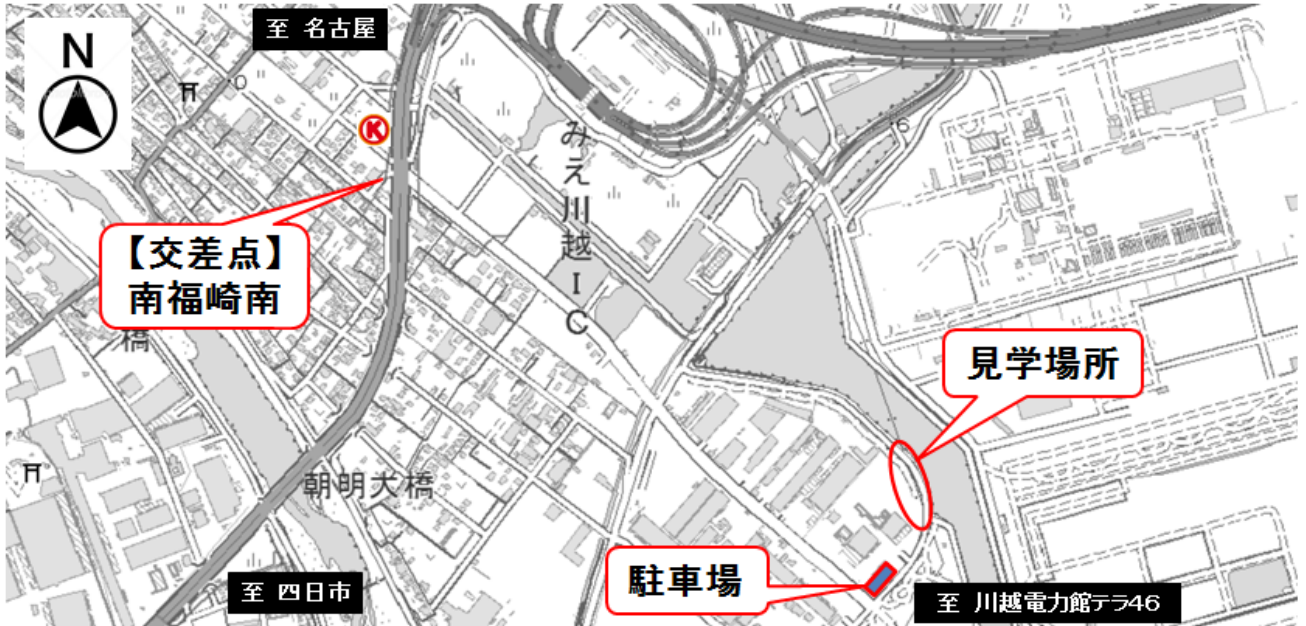 至 名古屋
N
K
みえ川越IC
【交差点】
南福崎南
橋
見学場所
朝明大橋
駐車場
至 四日市
至 川越電力館テラ46